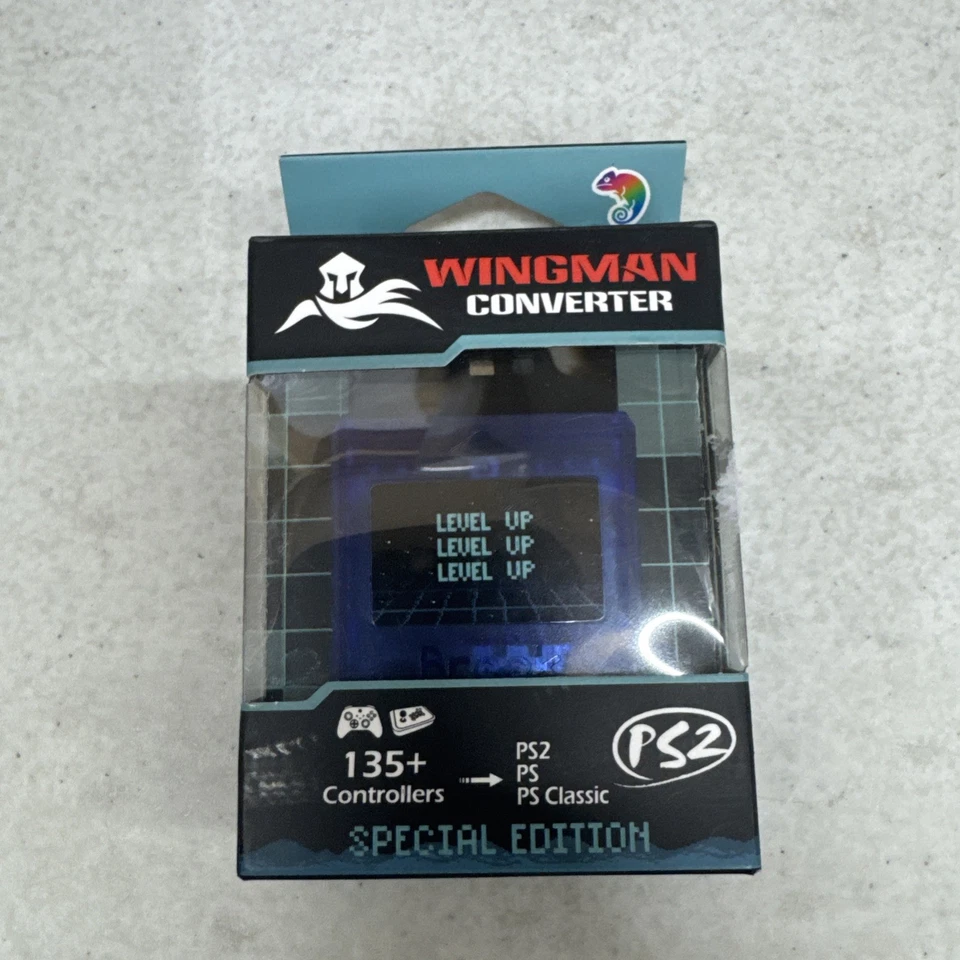 WINGMAN
CONVERTER
LEVEL UP
LEVEL UP
LEVEL UP
135+
Controllers
PS2
PS
PS Classic
PS2
SPECIAL EDITION